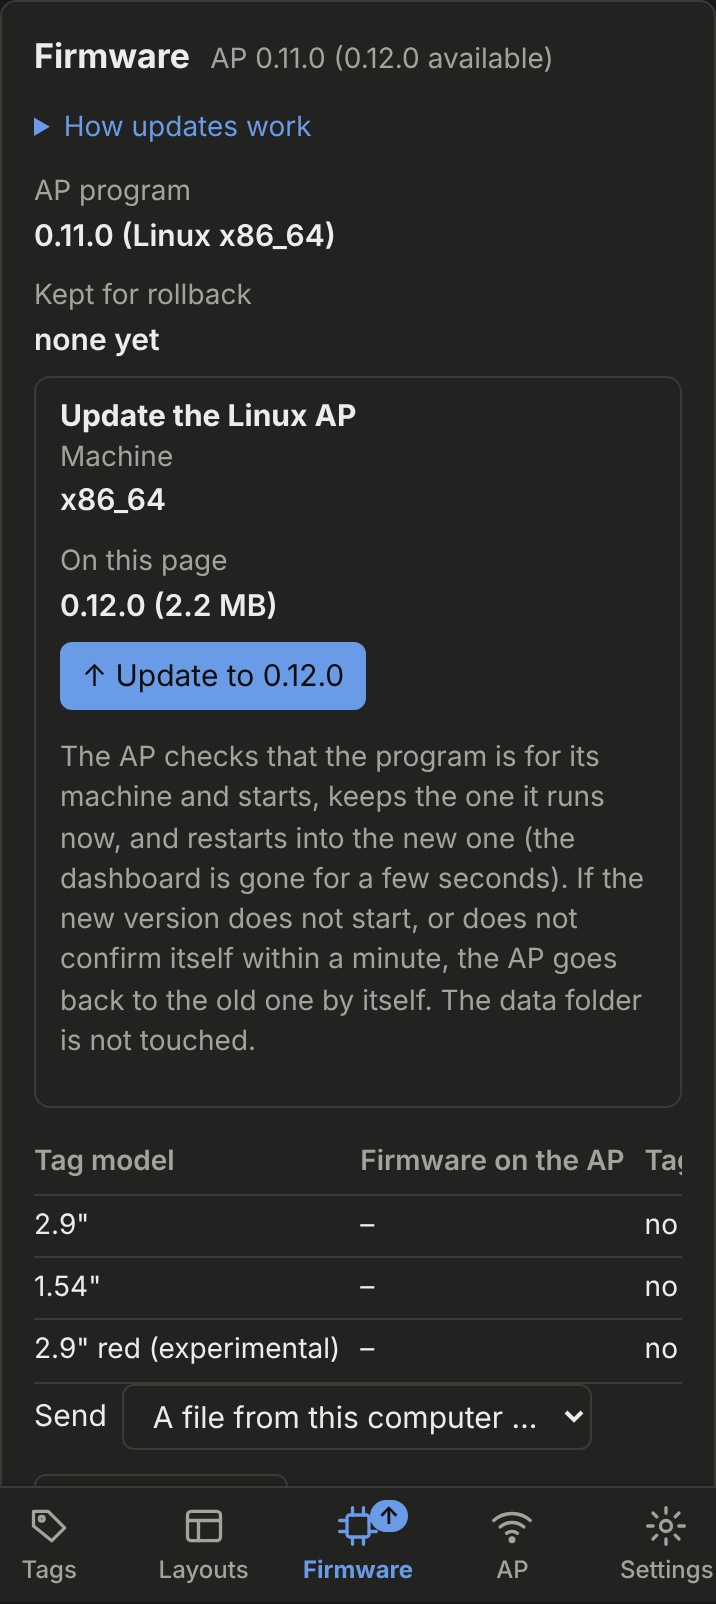 Firmware AP 0.11.0 (0.12.0 available)
How updates work
AP program
0.11.0 (Linux x86_64)
Kept for rollback
none yet
Update the Linux AP
Machine
x86_64
On this page
0.12.0 (2.2 MB)
↑ Update to 0.12.0
The AP checks that the program is for its
machine and starts, keeps the one it runs
now, and restarts into the new one (the
dashboard is gone for a few seconds). If the
new version does not start, or does not
confirm itself within a minute, the AP goes
back to the old one by itself. The data folder
is not touched.
Tag model Firmware on the AP
2.9" – no
1.54" – no
2.9" red (experimental) – no
Send A file from this computer ...
Tags Layouts Firmware AP Settings